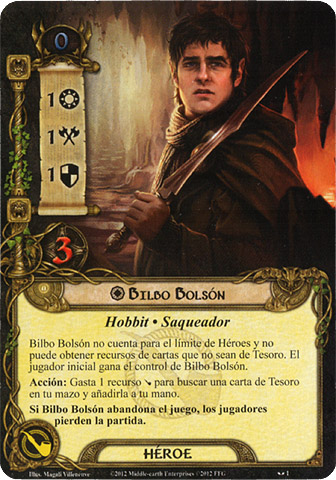 0
1
1
1
3
Bilbo Bolsón
Hobbit • Saqueador
Bilbo Bolsón no cuenta para el límite de Héroes y no
puede obtener recursos de cartas que no sean de Tesoro. El
jugador inicial gana el control de Bilbo Bolsón.
Acción: Gasta 1 recurso para buscar una carta de Tesoro
en tu mazo y añadirla a tu mano.
Si Bilbo Bolsón abandona el juego, los jugadores
pierden la partida.
HÉROE
Illus. Magali Villeneuve ©2012 Middle-earth Enterprises ©2012 FFG 1